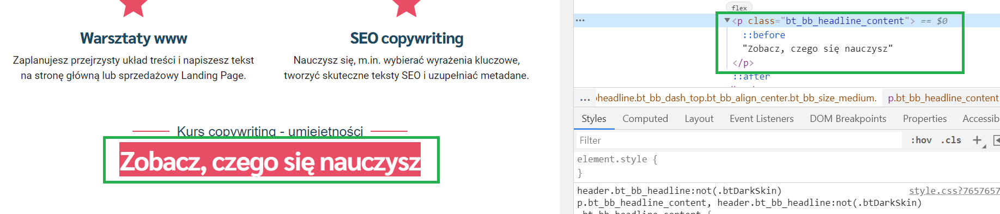 Warsztaty www
Zaplanujesz przejrzysty układ treści i napiszesz tekst
na stronę główną lub sprzedażowy Landing Page.
SEO copywriting
Nauczysz się, m.in. wybierać wyrażenia kluczowe,
tworzyć skuteczne teksty SEO i uzupełniać metadane.
Kurs copywriting - umiejętności
Zobacz, czego się nauczysz
flex
... <p class="bt_bb_headline_content"> == $0
::before
"Zobacz, czego się nauczysz"
</p>
::after
... headline.bt_bb_dash_top.bt_bb_align_center.bt_bb_size_medium. p.bt_bb_headline_content
Styles Computed Layout Event Listeners DOM Breakpoints Properties Accessib
Filter :hov .cls +
element.style {
}
header.bt_bb_headline:not(.btDarkSkin) style.css?7657657
p.bt_bb_headline_content, header.bt_bb_headline:not(.btDarkSkin)
.bt_bb_headline_content {